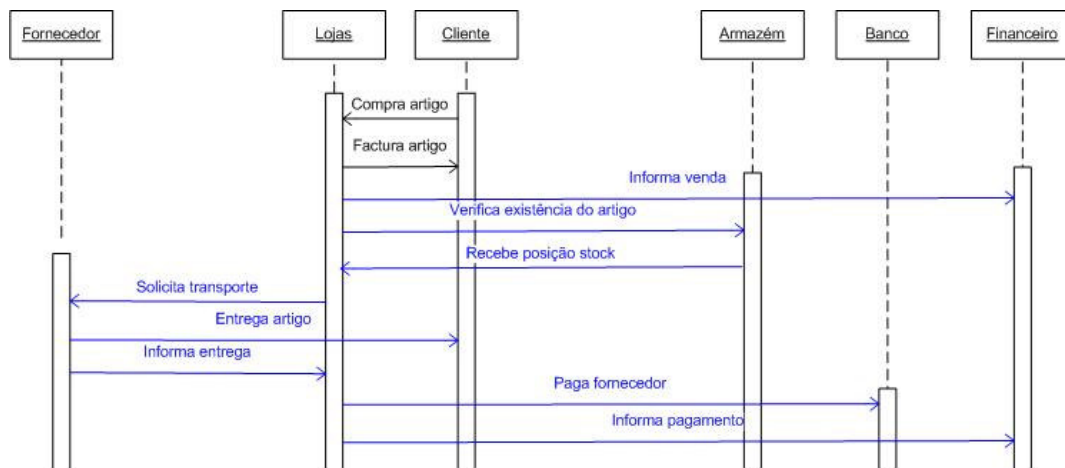 Fornecedor
Lojas
Cliente
Armazém
Banco
Financeiro
Compra artigo
Factura artigo
Informa venda
Verifica existência do artigo
Recebe posição stock
Solicita transporte
Entrega artigo
Informa entrega
Paga fornecedor
Informa pagamento